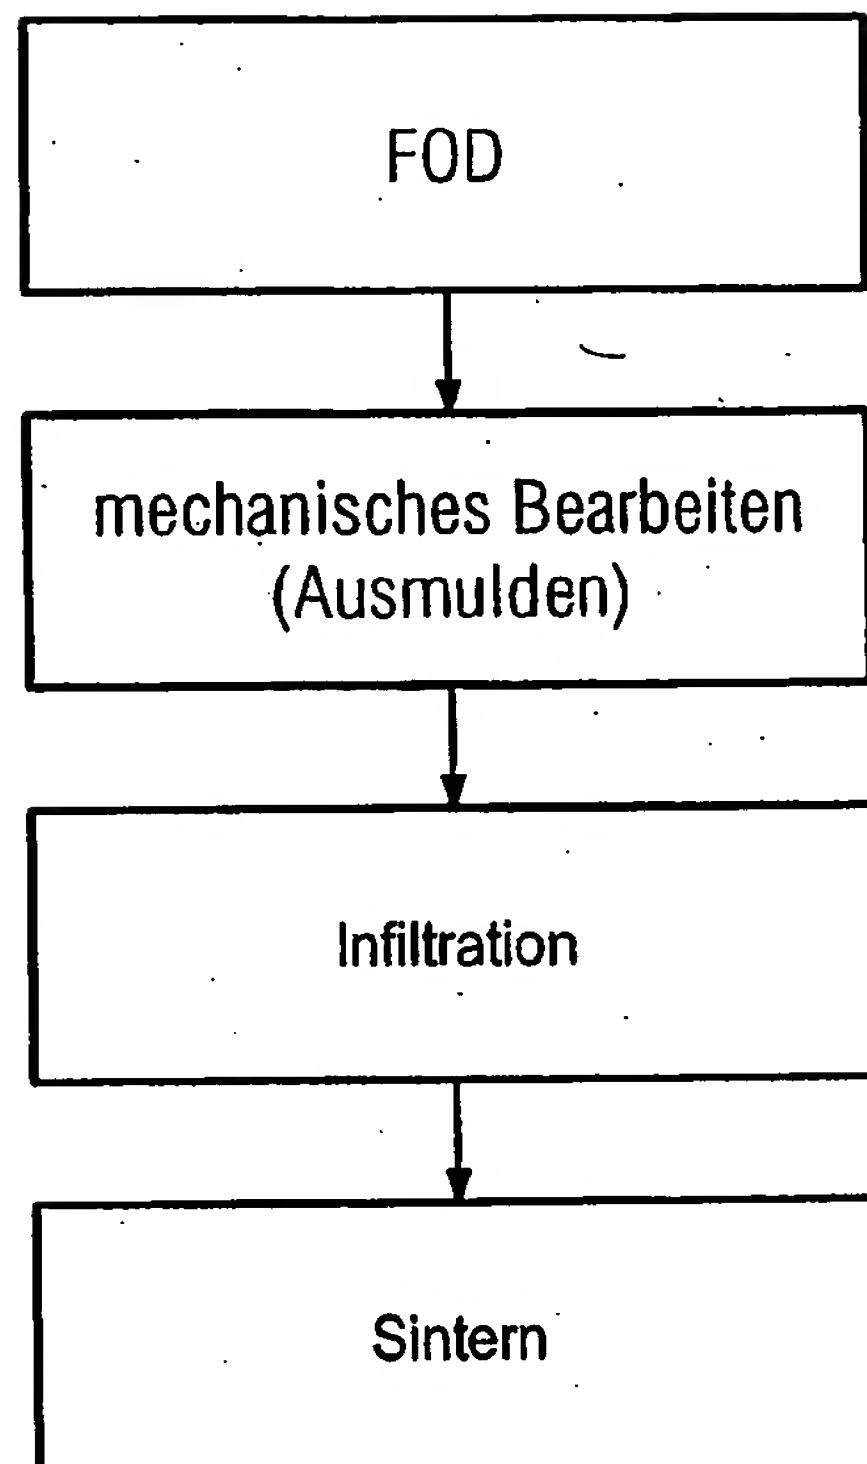 FOD
mechanisches Bearbeiten
(Ausmulden)
Infiltration
Sintern